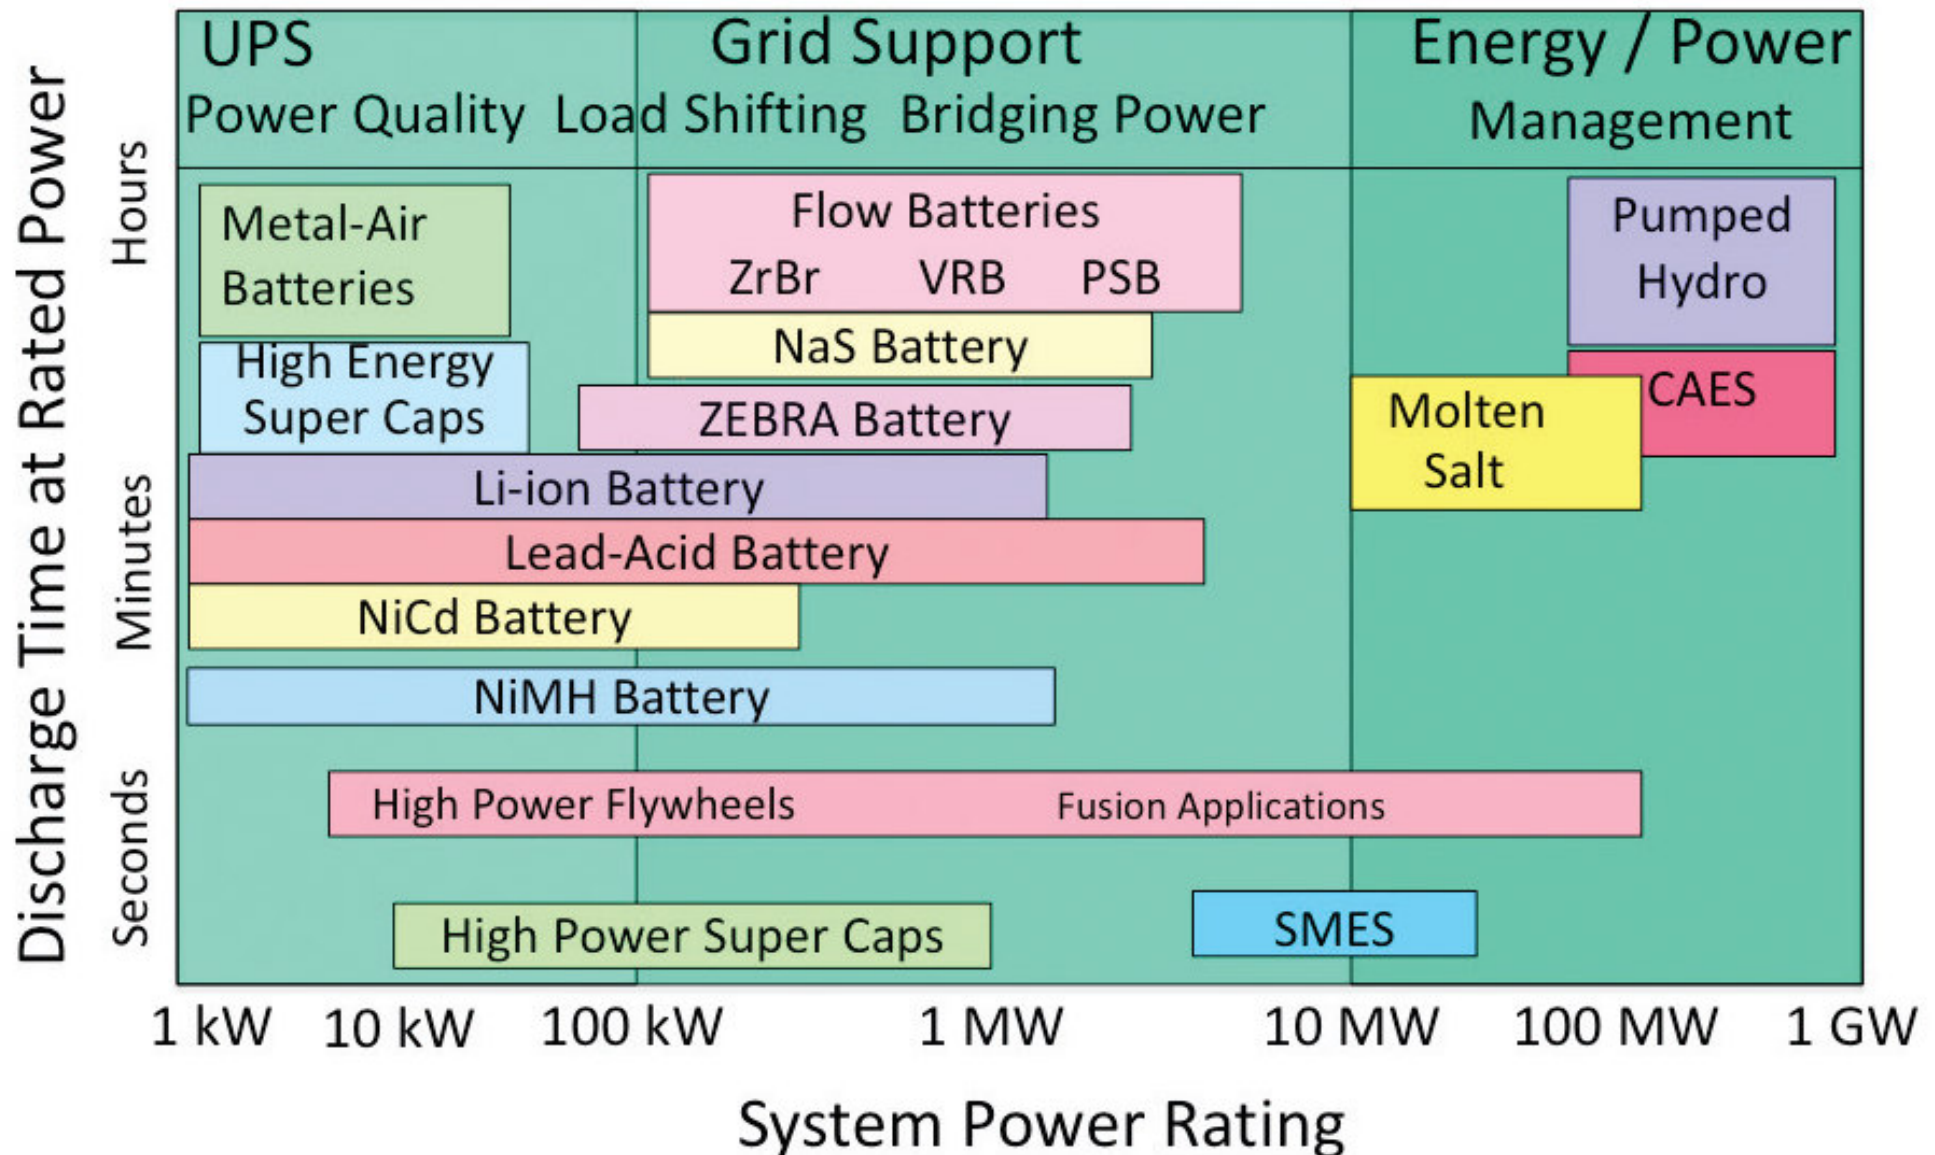 UPS
Grid Support
Energy / Power
Management
Power Quality
Load Shifting
Bridging Power
Discharge Time at Rated Power
Hours
Minutes
Seconds
Metal-Air
Batteries
Flow Batteries
ZrBr VRB PSB
Pumped
Hydro
High Energy
Super Caps
NaS Battery
ZEBRA Battery
CAES
Molten
Salt
Li-ion Battery
Lead-Acid Battery
NiCd Battery
NiMH Battery
High Power Flywheels
Fusion Applications
High Power Super Caps
SMES
1 kW 10 kW 100 kW 1 MW 10 MW 100 MW 1 GW
System Power Rating